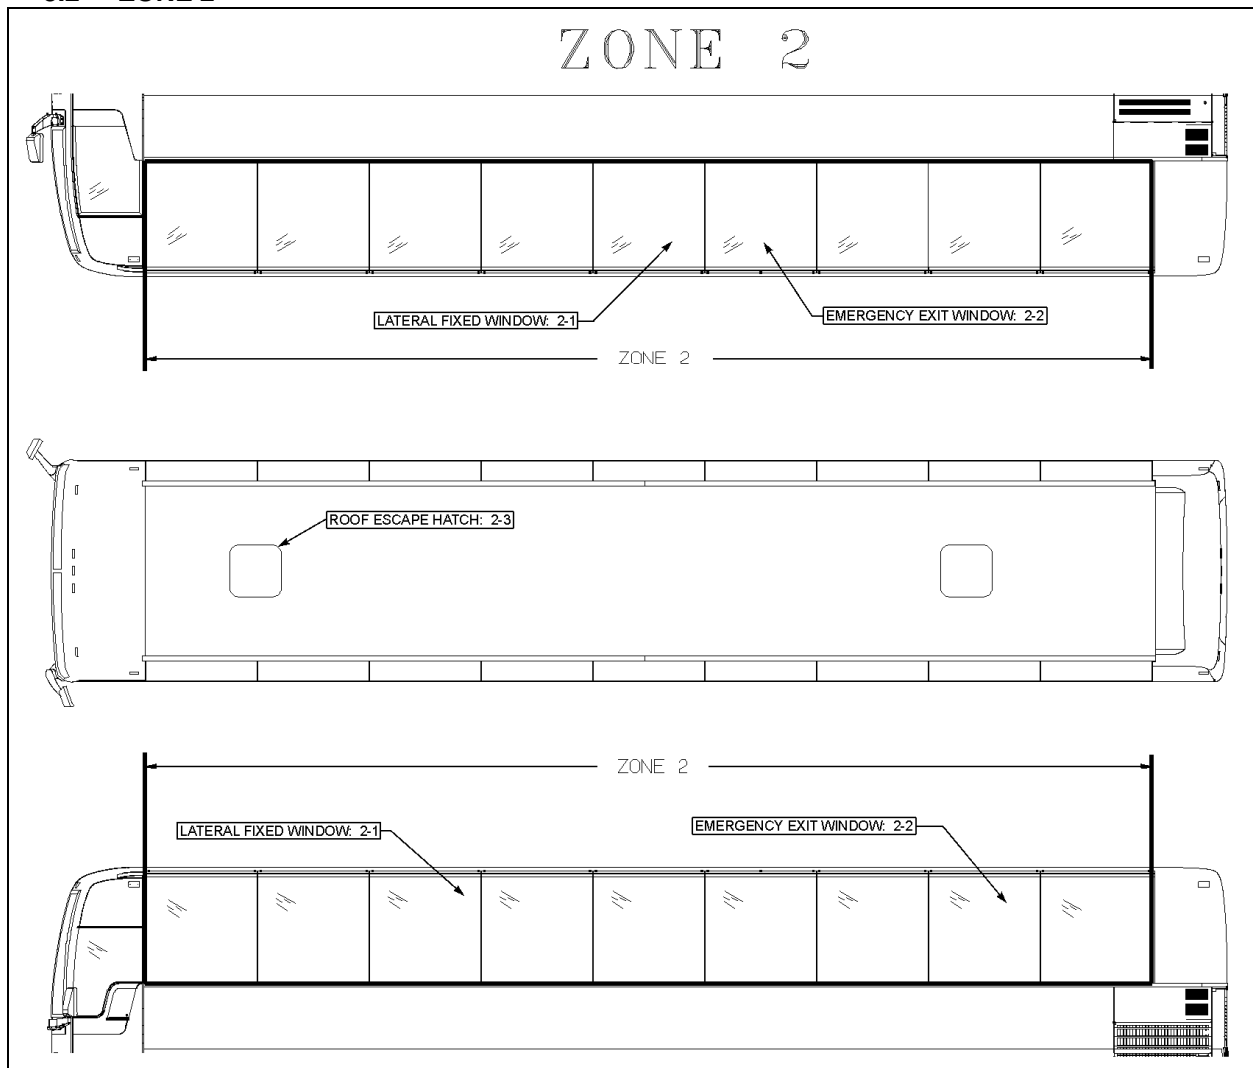 ZONE 2
LATERAL FIXED WINDOW: 2-1
EMERGENCY EXIT WINDOW: 2-2
ZONE 2
ROOF ESCAPE HATCH: 2-3
ZONE 2
LATERAL FIXED WINDOW: 2-1
EMERGENCY EXIT WINDOW: 2-2